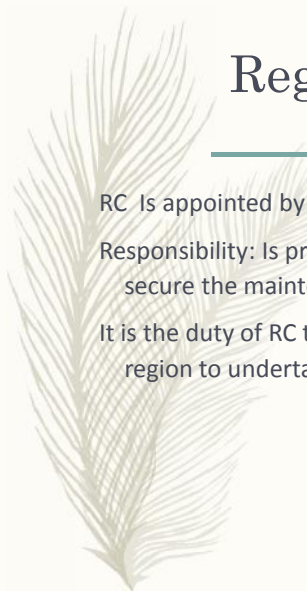 Reg
RC Is appointed by
Responsibility: Is pr
secure the maint
It is the duty of RC t
region to underta